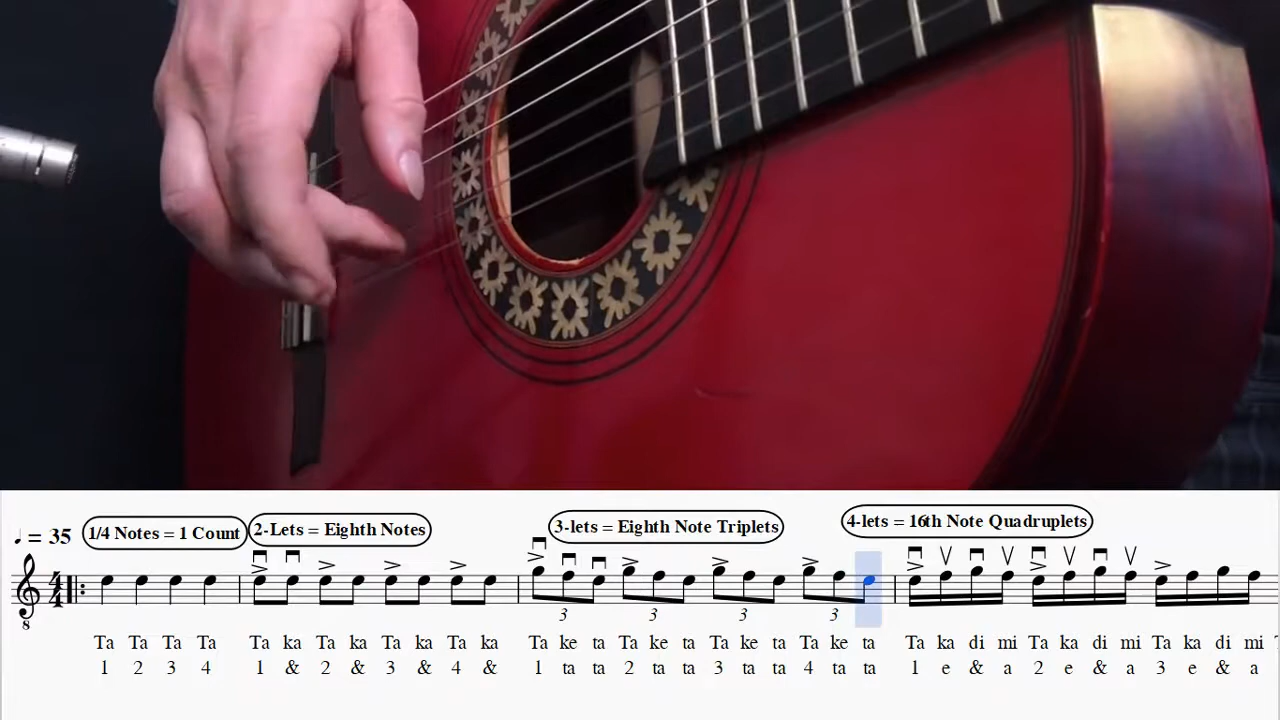 ♩ = 35
1/4 Notes = 1 Count
2-Lets = Eighth Notes
3-lets = Eighth Note Triplets
4-lets = 16th Note Quadruplets
4 4
8
3 3 3 3
Ta Ta Ta Ta Ta ka Ta ka Ta ka Ta ka Ta ke ta Ta ke ta Ta ke ta Ta ke ta Ta ka di mi Ta ka di mi Ta ka di mi
1 2 3 4 1 & 2 & 3 & 4 & 1 ta ta 2 ta ta 3 ta ta 4 ta ta 1 e & a 2 e & a 3 e & a